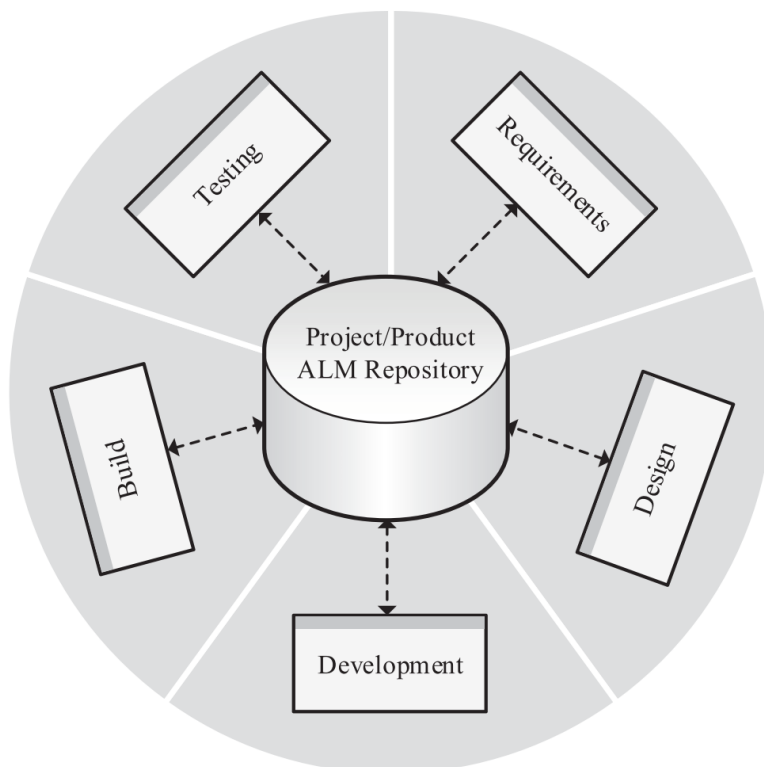 Testing
Requirements
Project/Product
ALM Repository
Build
Design
Development